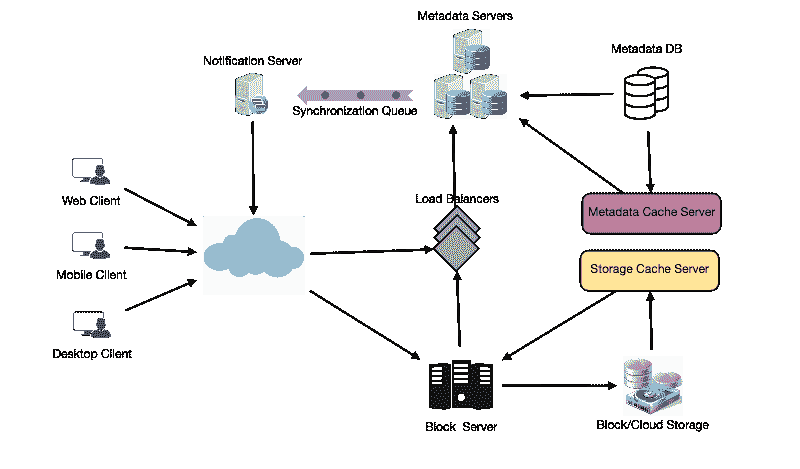 Metadata Servers
Metadata DB
Notification Server
Synchronization Queue
Web Client
Load Balancers
Metadata Cache Server
Mobile Client
Storage Cache Server
Desktop Client
Block Server
Block/Cloud Storage